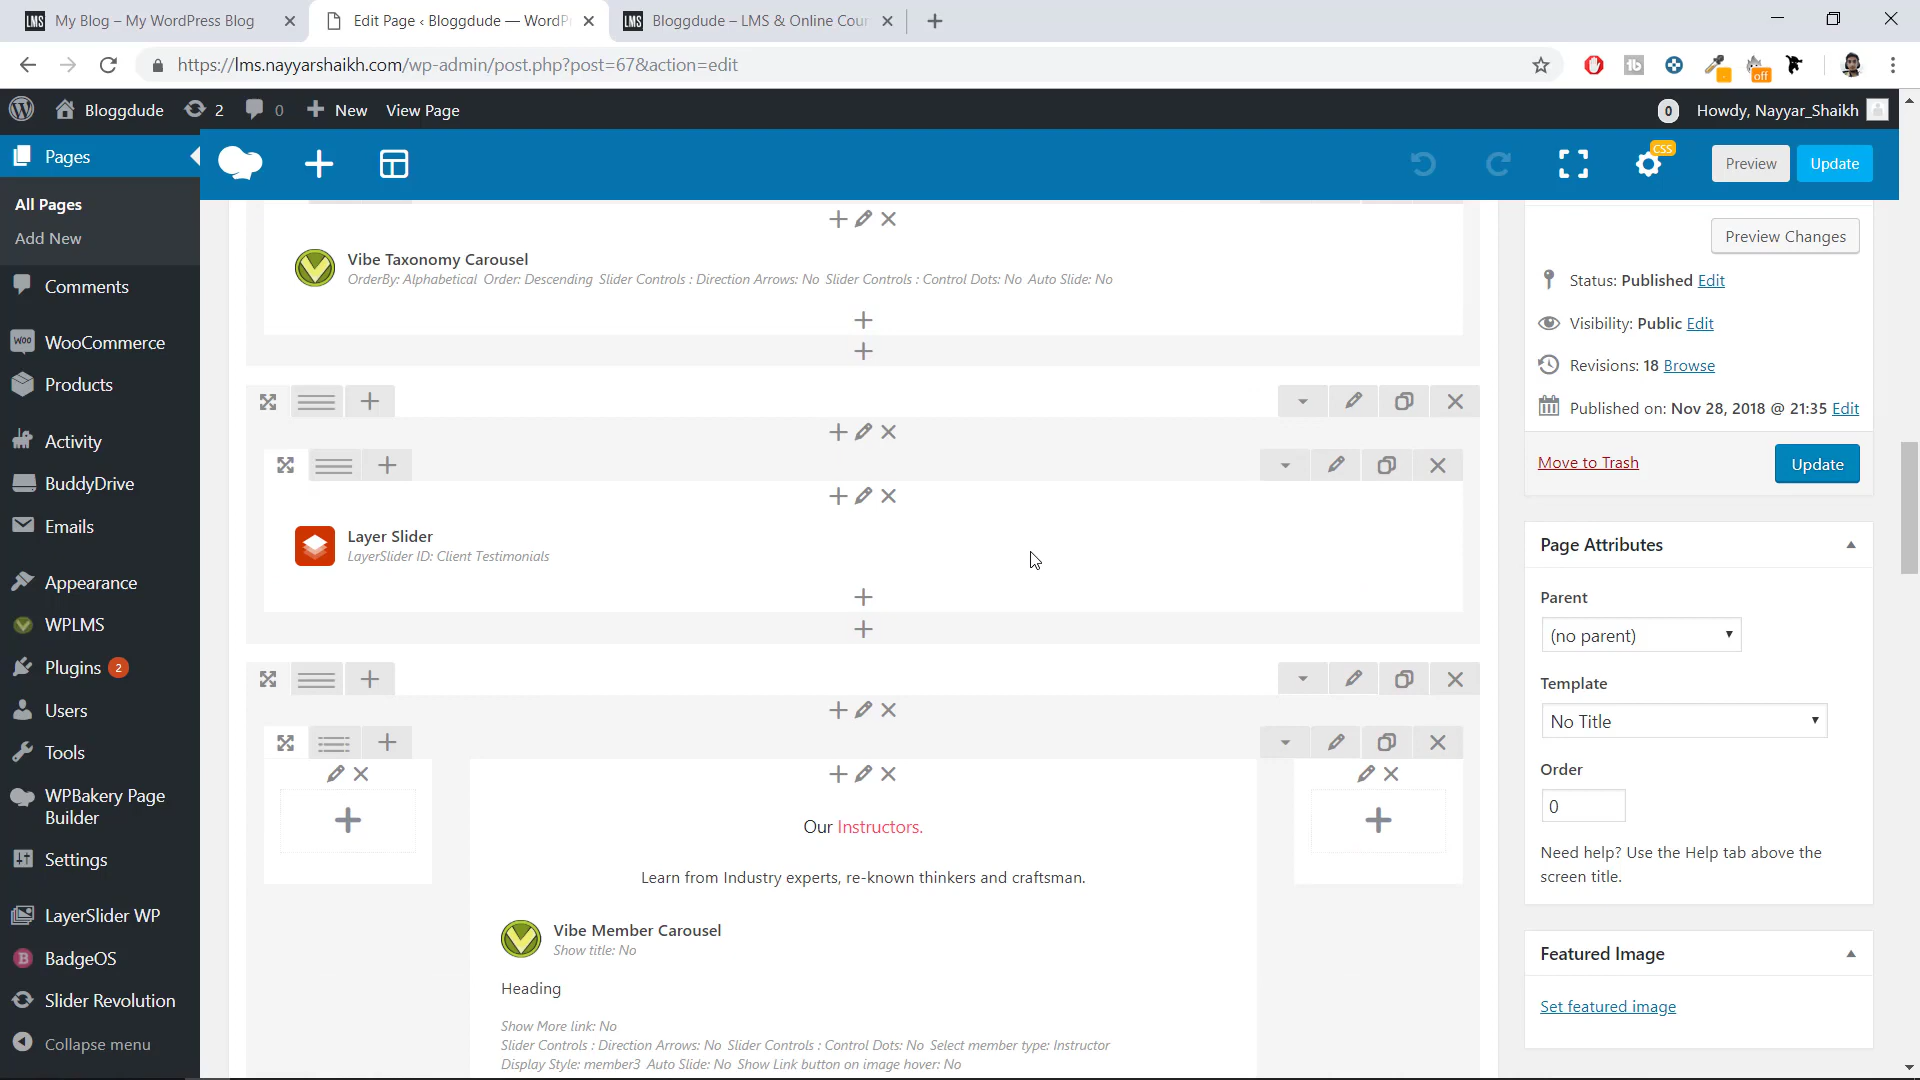 LMS My Blog – My WordPress Blog
Edit Page ‹ Bloggdude — WordP
LMS Bloggdude – LMS & Online Cour
https://lms.nayyarshaikh.com/wp-admin/post.php?post=67&action=edit
tb
off
Bloggdude 2 0 New View Page
0 Howdy, Nayyar_Shaikh
Pages
All Pages
Add New
Comments
WooCommerce
Products
Activity
BuddyDrive
Emails
Appearance
WPLMS
Plugins 2
Users
Tools
WPBakery Page
Builder
Settings
LayerSlider WP
BadgeOS
Slider Revolution
Collapse menu
CSS
Preview
Update
Vibe Taxonomy Carousel
OrderBy: Alphabetical Order: Descending Slider Controls : Direction Arrows: No Slider Controls : Control Dots: No Auto Slide: No
Layer Slider
LayerSlider ID: Client Testimonials
Our Instructors.
Learn from Industry experts, re-known thinkers and craftsman.
Vibe Member Carousel
Show title: No
Heading
Show More link: No
Slider Controls : Direction Arrows: No Slider Controls : Control Dots: No Select member type: Instructor
Display Style: member3 Auto Slide: No Show Link button on image hover: No
Preview Changes
Status: Published Edit
Visibility: Public Edit
Revisions: 18 Browse
Published on: Nov 28, 2018 @ 21:35 Edit
Move to Trash
Update
Page Attributes
Parent
(no parent)
Template
No Title
Order
0
Need help? Use the Help tab above the
screen title.
Featured Image
Set featured image